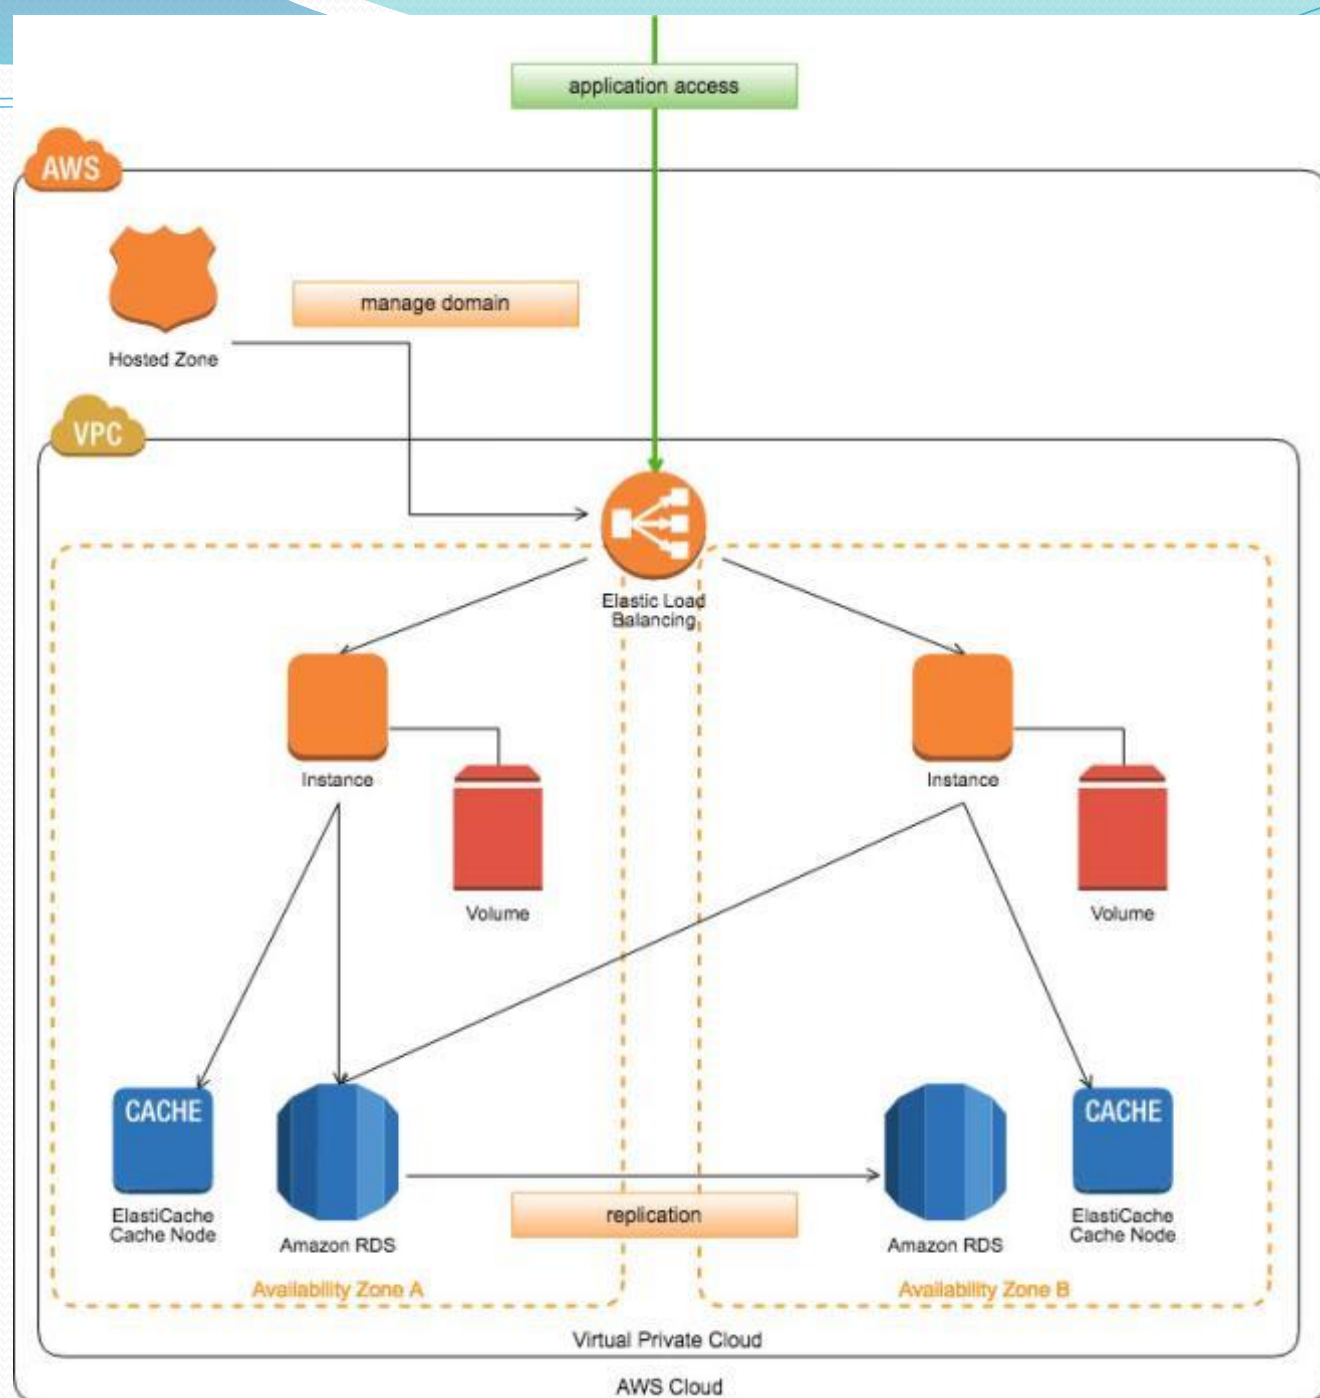 application access
AWS
manage domain
Hosted Zone
VPC
Elastic Load
Balancing
Instance
Instance
Volume
Volume
CACHE
CACHE
ElastiCache
Cache Node
Amazon RDS
replication
Amazon RDS
ElastiCache
Cache Node
Availability Zone A
Availability Zone B
Virtual Private Cloud
AWS Cloud